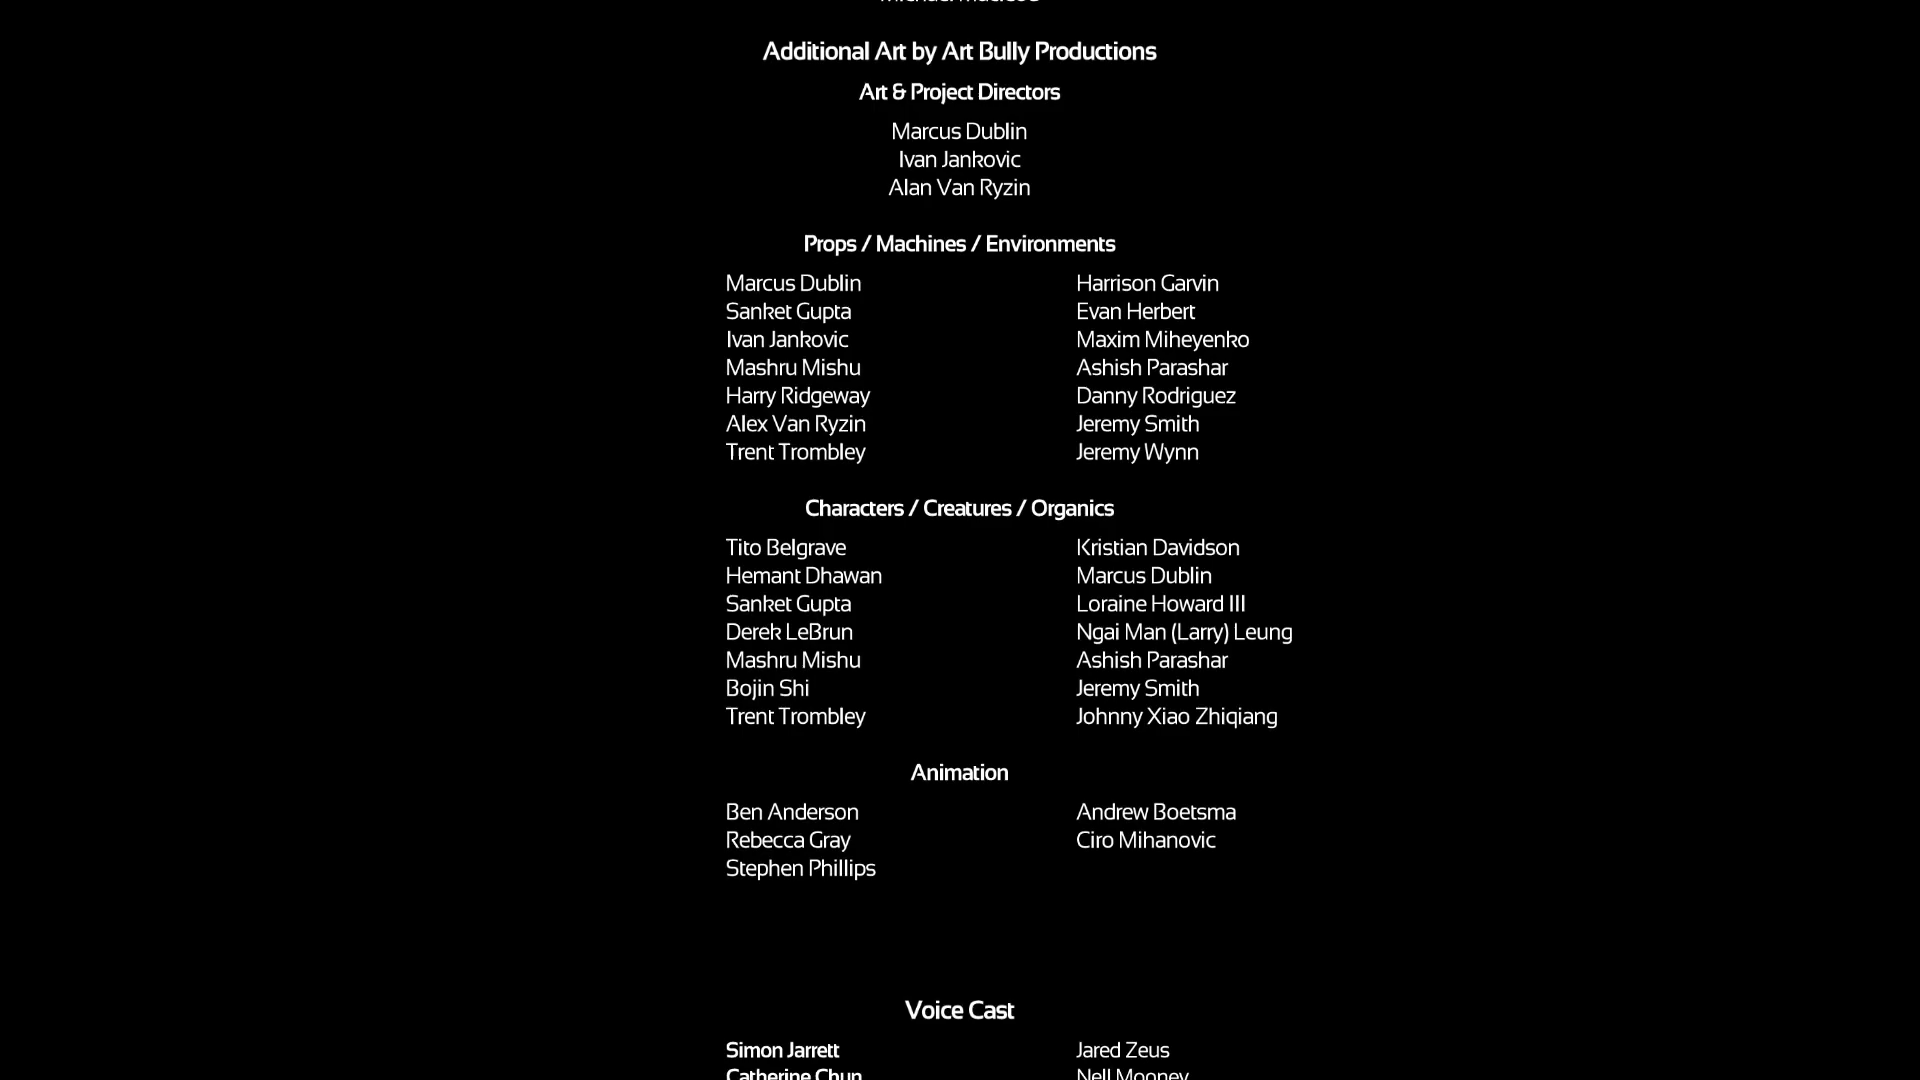 Additional Art by Art Bully Productions
Art & Project Directors
Marcus Dublin
Ivan Jankovic
Alan Van Ryzin
Props / Machines / Environments
Marcus Dublin Harrison Garvin
Sanket Gupta Evan Herbert
Ivan Jankovic Maxim Miheyenko
Mashru Mishu Ashish Parashar
Harry Ridgeway Danny Rodriguez
Alex Van Ryzin Jeremy Smith
Trent Trombley Jeremy Wynn
Characters / Creatures / Organics
Tito Belgrave Kristian Davidson
Hemant Dhawan Marcus Dublin
Sanket Gupta Loraine Howard III
Derek LeBrun Ngai Man (Larry) Leung
Mashru Mishu Ashish Parashar
Bojin Shi Jeremy Smith
Trent Trombley Johnny Xiao Zhiqiang
Animation
Ben Anderson Andrew Boetsma
Rebecca Gray Ciro Mihanovic
Stephen Phillips
Voice Cast
Simon Jarrett Jared Zeus
Catherine Chun Nell Mooney